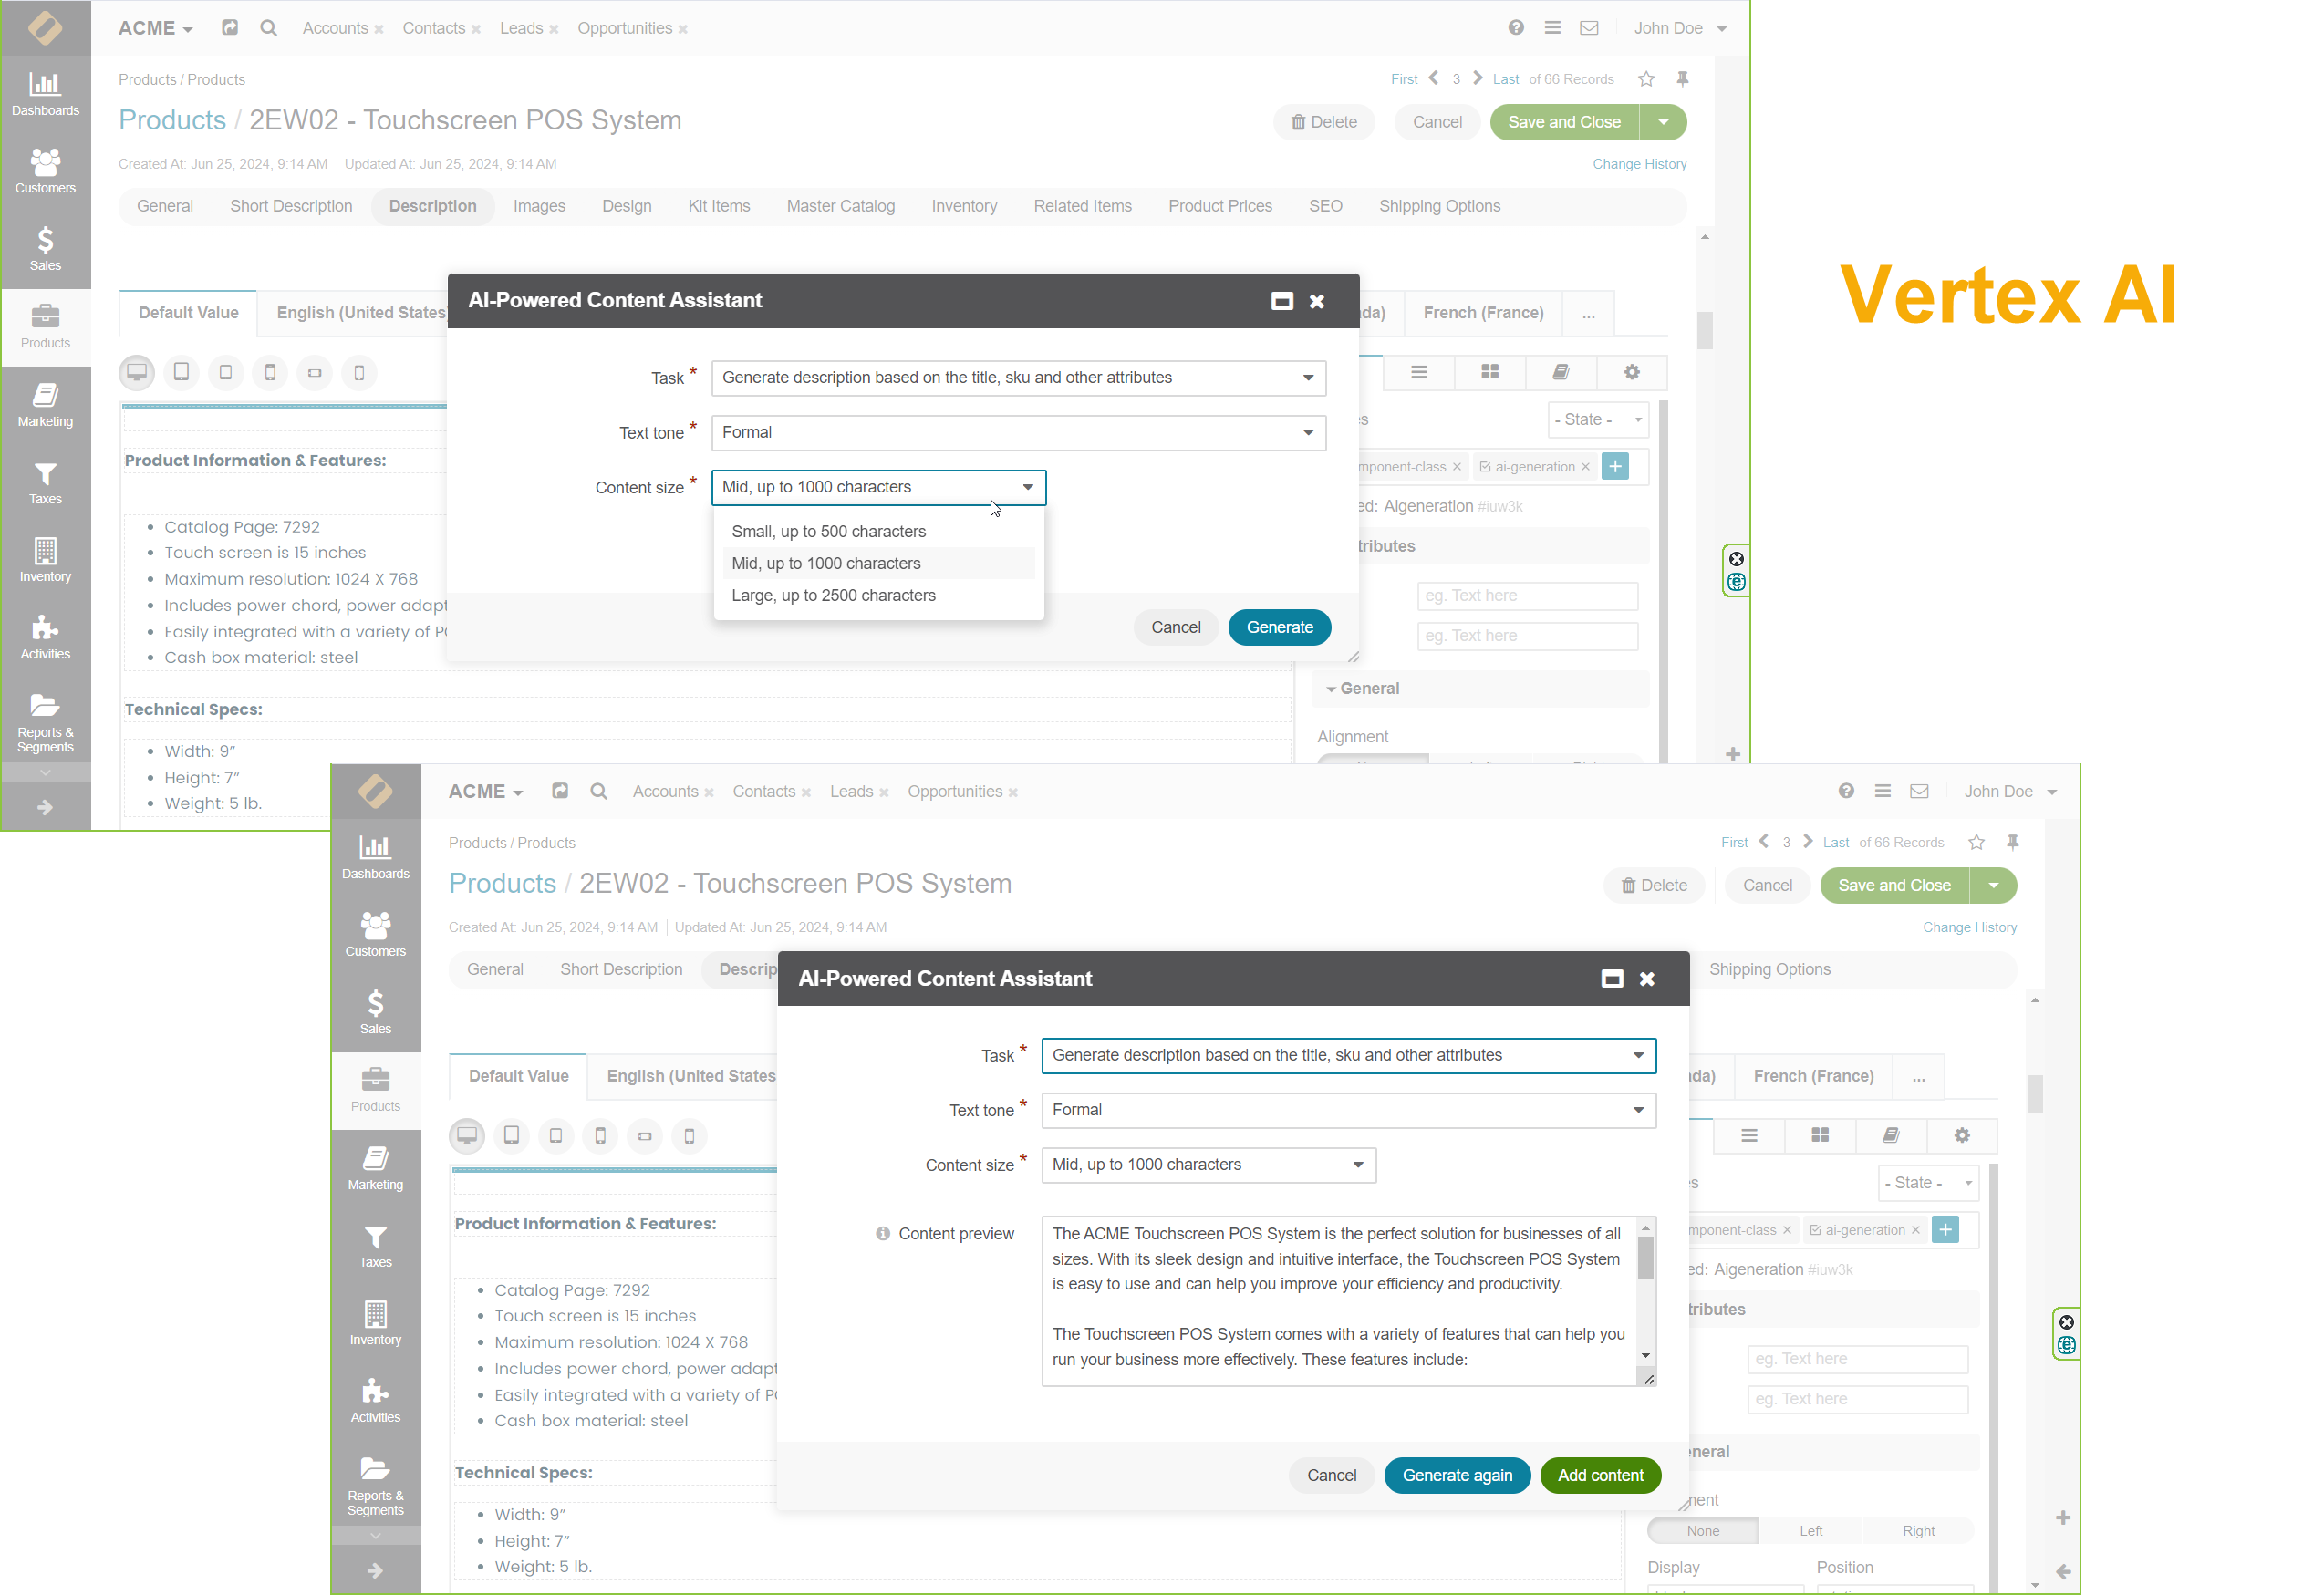 ACME
Accounts
Contacts
Leads
Opportunities
John Doe
Products / Products
First 3 Last of 66 Records
Products / 2EW02 - Touchscreen POS System
Delete
Cancel
Save and Close
Created At: Jun 25, 2024, 9:14 AM
Updated At: Jun 25, 2024, 9:14 AM
Change History
General
Short Description
Description
Images
Design
Kit Items
Master Catalog
Inventory
Related Items
Product Prices
SEO
Shipping Options
Dashboards
Customers
Sales
Products
Marketing
Taxes
Inventory
Activities
Reports &
Segments
Default Value
English (United States
French (France)
...
AI-Powered Content Assistant
Task *
Generate description based on the title, sku and other attributes
Text tone *
Formal
Content size *
Mid, up to 1000 characters
Small, up to 500 characters
Mid, up to 1000 characters
Large, up to 2500 characters
Cancel
Generate
Product Information & Features:
Catalog Page: 7292
Touch screen is 15 inches
Maximum resolution: 1024 X 768
Includes power chord, power adapt
Easily integrated with a variety of
Cash box material: steel
Technical Specs:
Width: 9”
Height: 7”
Weight: 5 lb.
- State -
mponent-class
ai-generation
ed: Aigeneration #iuw3k
tributes
eg. Text here
eg. Text here
General
Alignment
Vertex AI
ACME
Accounts
Contacts
Leads
Opportunities
John Doe
Products / Products
First 3 Last of 66 Records
Products / 2EW02 - Touchscreen POS System
Delete
Cancel
Save and Close
Created At: Jun 25, 2024, 9:14 AM
Updated At: Jun 25, 2024, 9:14 AM
Change History
General
Short Description
Descrip
Shipping Options
Dashboards
Customers
Sales
Products
Marketing
Taxes
Inventory
Activities
Reports &
Segments
Default Value
English (United States
French (France)
...
AI-Powered Content Assistant
Task *
Generate description based on the title, sku and other attributes
Text tone *
Formal
Content size *
Mid, up to 1000 characters
Content preview
The ACME Touchscreen POS System is the perfect solution for businesses of all
sizes. With its sleek design and intuitive interface, the Touchscreen POS System
is easy to use and can help you improve your efficiency and productivity.
The Touchscreen POS System comes with a variety of features that can help you
run your business more effectively. These features include:
Cancel
Generate again
Add content
Product Information & Features:
Catalog Page: 7292
Touch screen is 15 inches
Maximum resolution: 1024 X 768
Includes power chord, power adapt
Easily integrated with a variety of
Cash box material: steel
Technical Specs:
Width: 9”
Height: 7”
Weight: 5 lb.
- State -
mponent-class
ai-generation
ed: Aigeneration #iuw3k
tributes
eg. Text here
eg. Text here
neral
ment
None
Left
Right
Display
Position